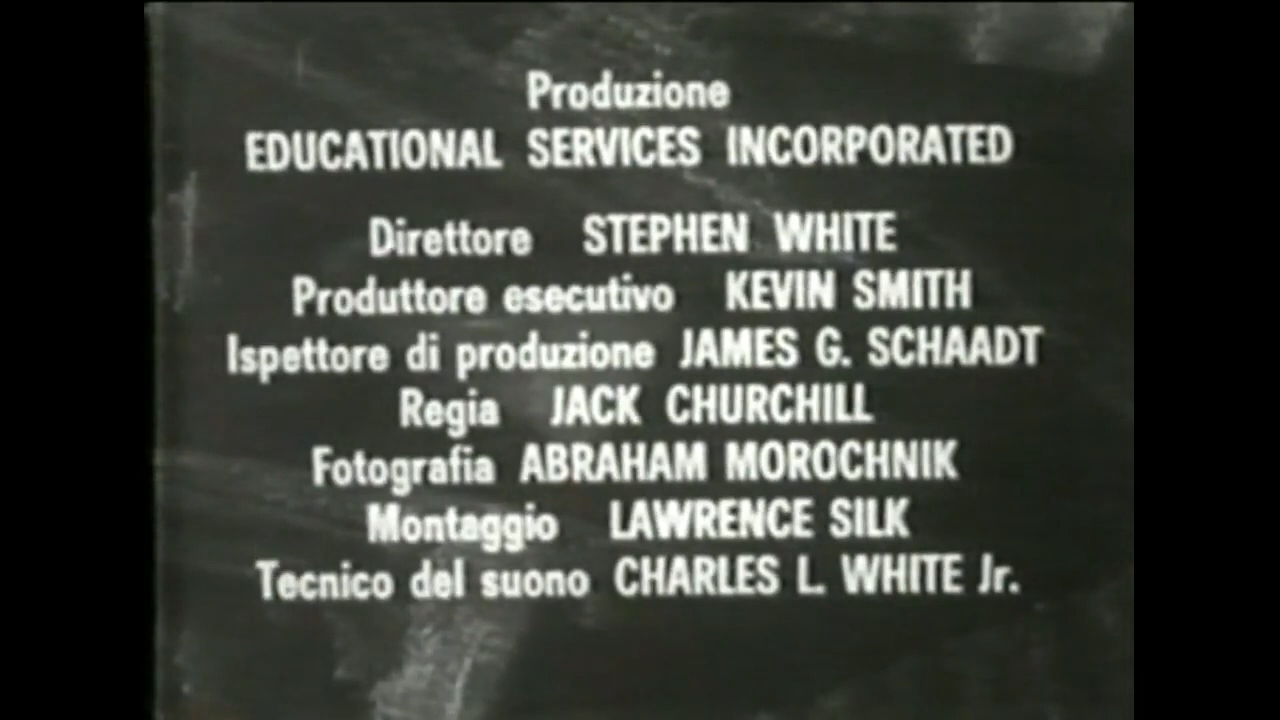 Produzione
EDUCATIONAL SERVICES INCORPORATED
Direttore STEPHEN WHITE
Produttore esecutivo KEVIN SMITH
Ispettore di produzione JAMES G. SCHAADT
Regia JACK CHURCHILL
Fotografia ABRAHAM MOROCHNIK
Montaggio LAWRENCE SILK
Tecnico del suono CHARLES L. WHITE Jr.